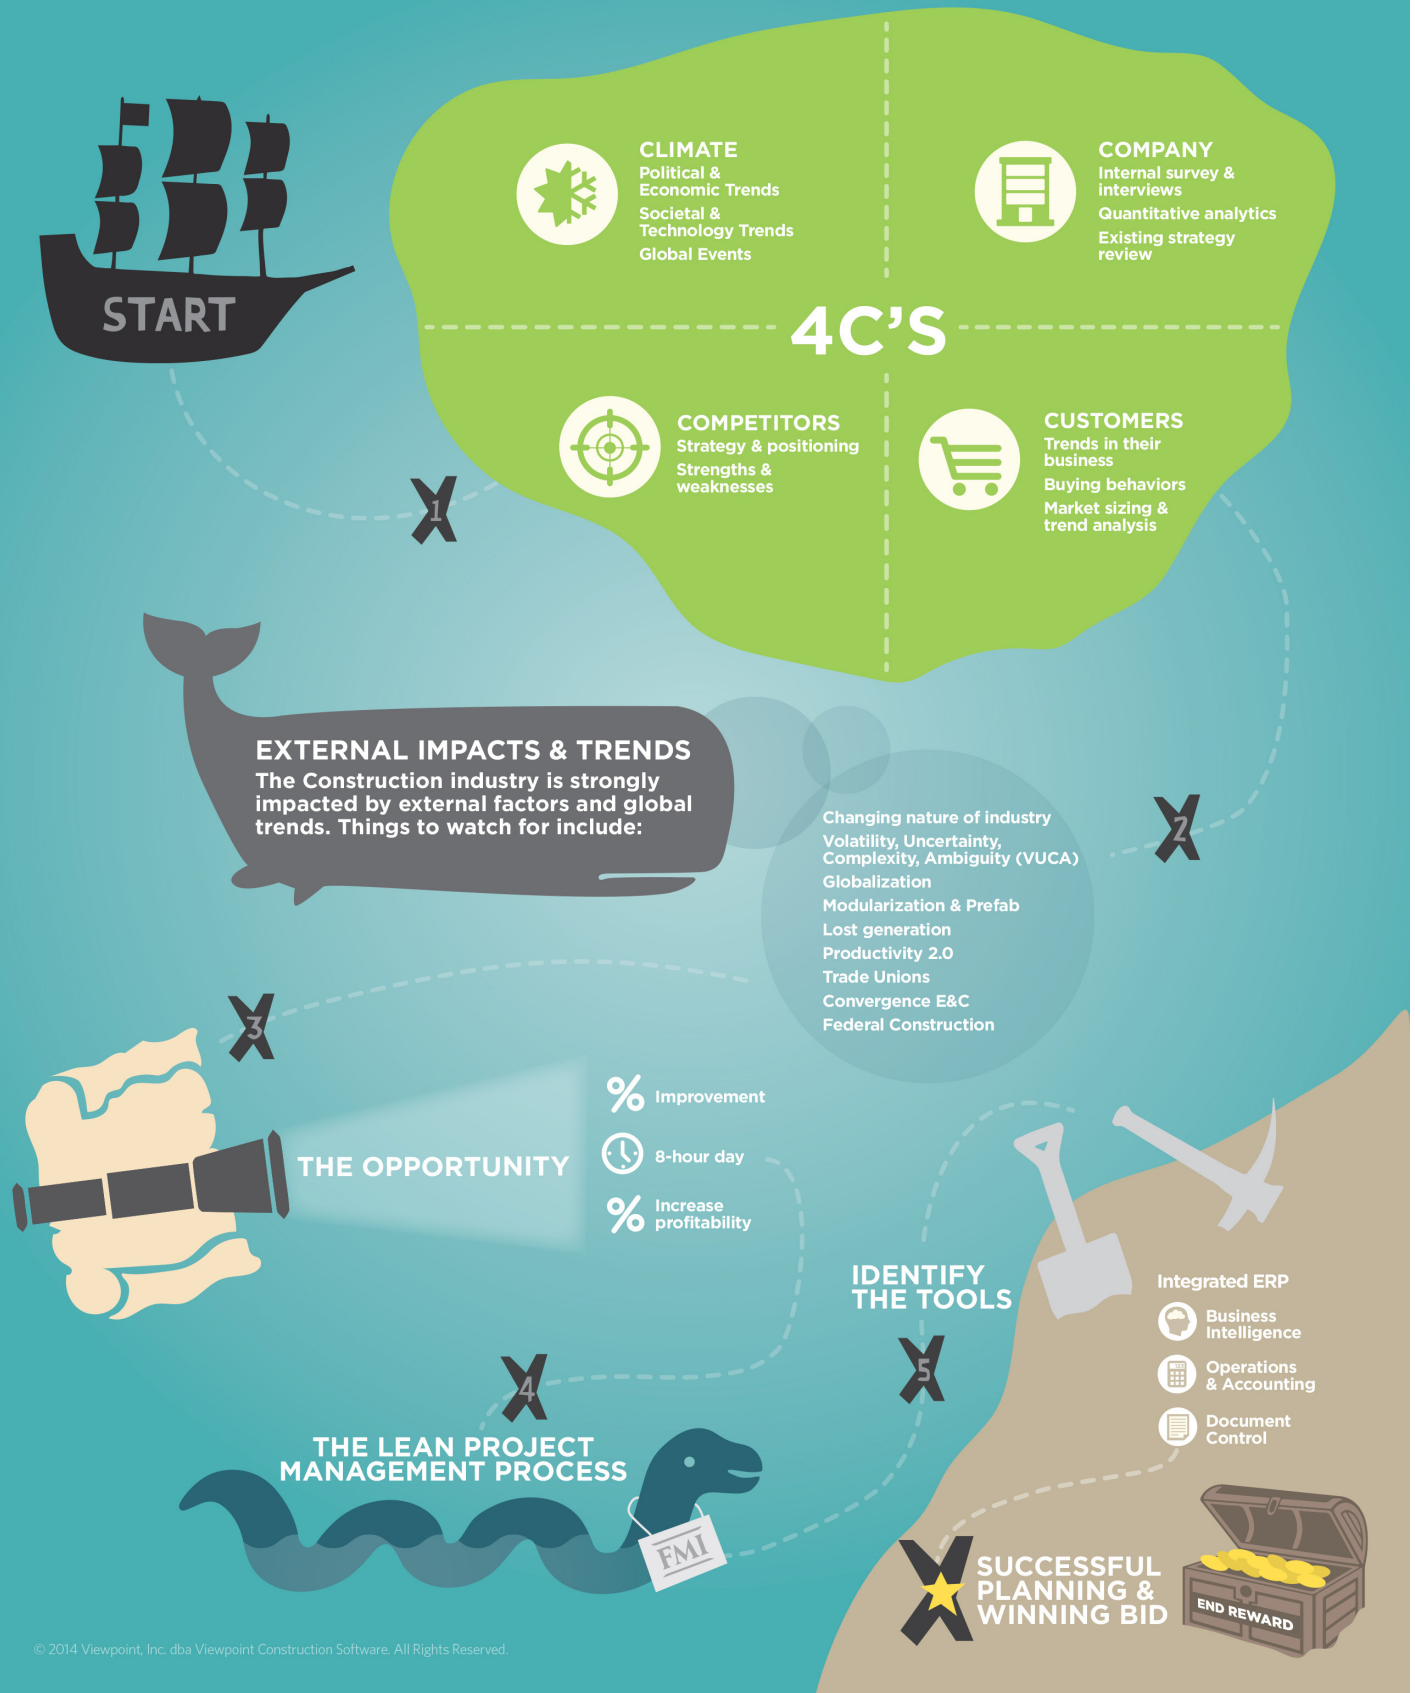 START
CLIMATE
Political &
Economic Trends
Societal &
Technology Trends
Global Events
COMPANY
Internal survey &
interviews
Quantitative analytics
Existing strategy
review
4C'S
COMPETITORS
Strategy & positioning
Strengths &
weaknesses
CUSTOMERS
Trends in their
business
Buying behaviors
Market sizing &
trend analysis
1
EXTERNAL IMPACTS & TRENDS
The Construction industry is strongly
impacted by external factors and global
trends. Things to watch for include:
2
Changing nature of industry
Volatility, Uncertainty,
Complexity, Ambiguity (VUCA)
Globalization
Modularization & Prefab
Lost generation
Productivity 2.0
Trade Unions
Convergence E&C
Federal Construction
3
THE OPPORTUNITY
% Improvement
8-hour day
% Increase
profitability
4
THE LEAN PROJECT
MANAGEMENT PROCESS
FMI
IDENTIFY
THE TOOLS
5
Integrated ERP
Business
Intelligence
Operations
& Accounting
Document
Control
SUCCESSFUL
PLANNING &
WINNING BID
END REWARD
© 2014 Viewpoint, Inc. dba Viewpoint Construction Software. All Rights Reserved.